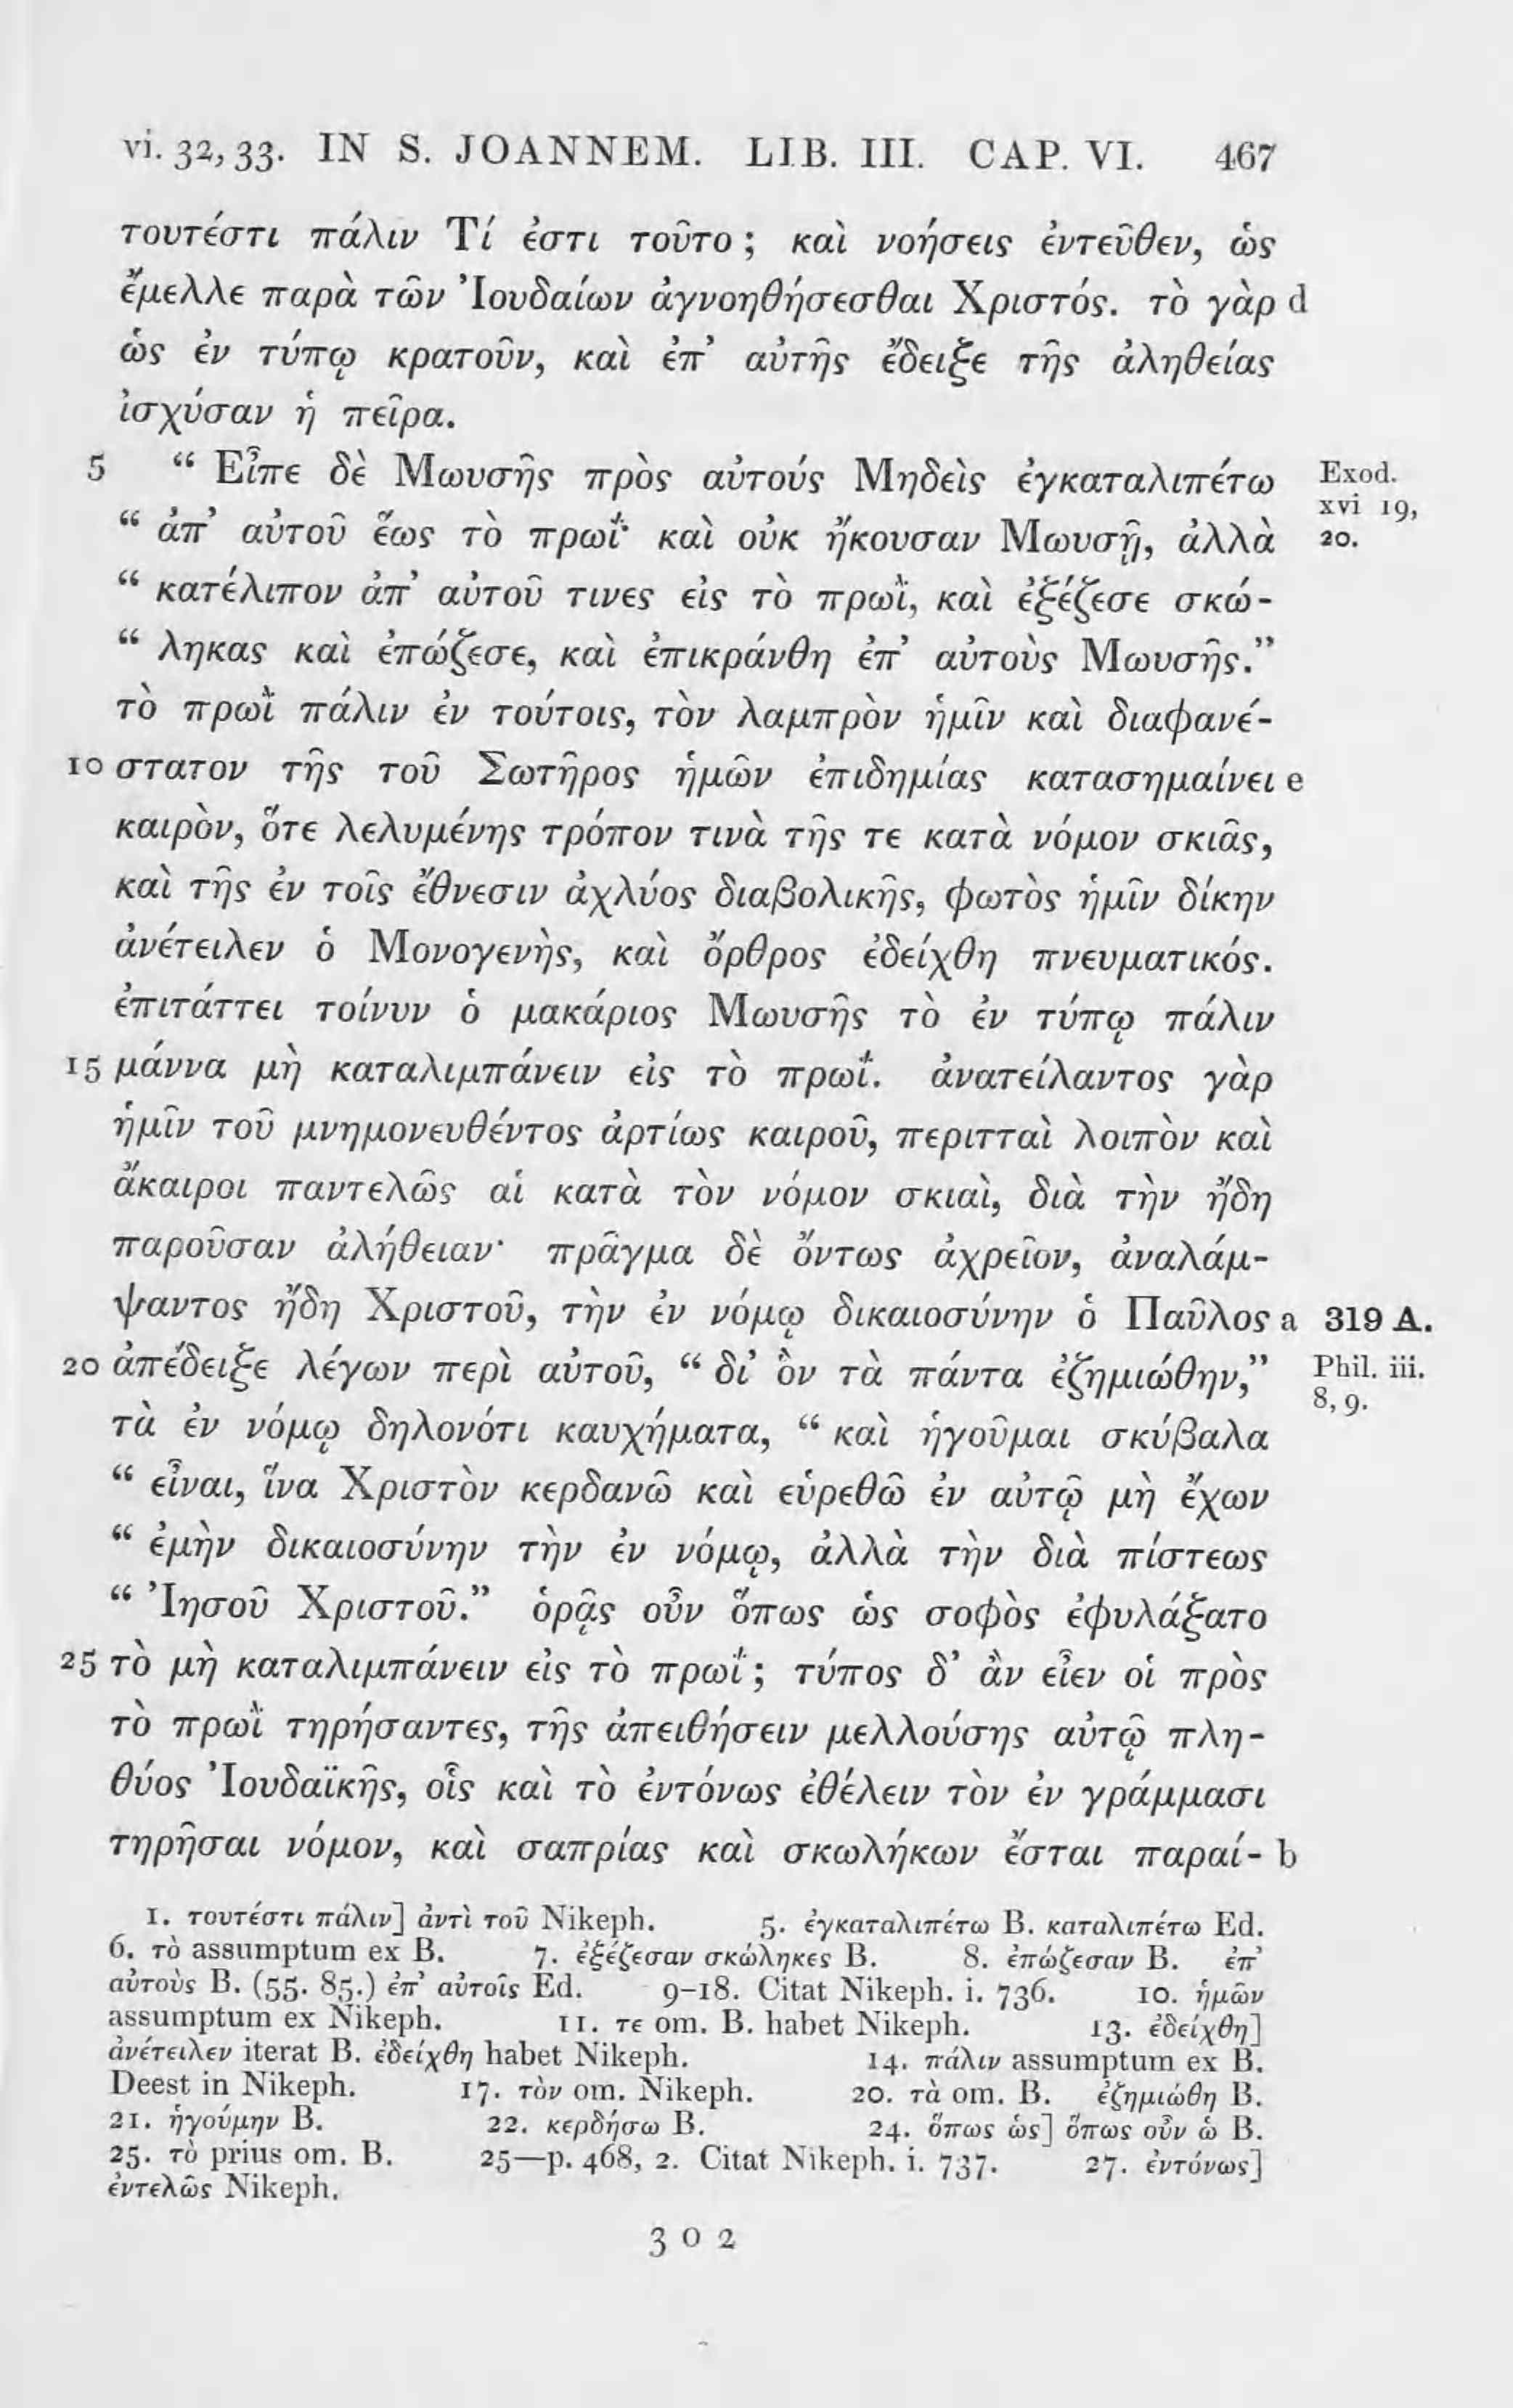 vi. 32, 33. IN S. JOANNEM. LIB. III. CAP. VI. 467
τουτέστι πάλιν Τί ἐστι τοῦτο ; καὶ νοήσεις ἐντεῦθεν, ὡς
ἔμελλε παρὰ τῶν Ἰουδαίων ἀγνοηθήσεσθαι Χριστός. τὸ γὰρ d
ὡς ἐν τύπῳ κρατοῦν, καὶ ἐπ’ αὐτῆς ἔδειξε τῆς ἀληθείας
ἰσχύσαν ἡ πεῖρα.
5 “ Εἶπε δὲ Μωυσῆς πρὸς αὐτούς Μηδεὶς ἐγκαταλιπέτω Exod.
xvi 19,
“ ἀπ’ αὐτοῦ ἕως τὸ πρωΐ· καὶ οὐκ ἤκουσαν Μωυσῇ, ἀλλὰ 20.
“ κατέλιπον ἀπ’ αὐτοῦ τινες εἰς τὸ πρωῒ, καὶ ἐξέζεσε σκώ-
“ ληκας καὶ ἐπώζεσε, καὶ ἐπικράνθη ἐπ’ αὐτοὺς Μωυσῆς.”
τὸ πρωῒ πάλιν ἐν τούτοις, τὸν λαμπρὸν ἡμῖν καὶ διαφανέ-
10 στατον τῆς τοῦ Σωτῆρος ἡμῶν ἐπιδημίας κατασημαίνει e
καιρὸν, ὅτε λελυμένης τρόπον τινὰ τῆς τε κατὰ νόμον σκιᾶς,
καὶ τῆς ἐν τοῖς ἔθνεσιν ἀχλύος διαβολικῆς, φωτὸς ἡμῖν δίκην
ἀνέτειλεν ὁ Μονογενὴς, καὶ ὄρθρος ἐδείχθη πνευματικός.
ἐπιτάττει τοίνυν ὁ μακάριος Μωυσῆς τὸ ἐν τύπῳ πάλιν
15 μάννα μὴ καταλιμπάνειν εἰς τὸ πρωΐ. ἀνατείλαντος γὰρ
ἡμῖν τοῦ μνημονευθέντος ἀρτίως καιροῦ, περιτταὶ λοιπὸν καὶ
ἄκαιροι παντελῶς αἱ κατὰ τὸν νόμον σκιαὶ, διὰ τὴν ἤδη
παροῦσαν ἀλήθειαν· πρᾶγμα δὲ ὄντως ἀχρεῖον, ἀναλάμ-
ψαντος ἤδη Χριστοῦ, τὴν ἐν νόμῳ δικαιοσύνην ὁ Παῦλος a 319 A.
20 ἀπέδειξε λέγων περὶ αὐτοῦ, “ δι’ ὃν τὰ πάντα ἐζημιώθην,” Phil. iii.
8, 9.
τὰ ἐν νόμῳ δηλονότι καυχήματα, “ καὶ ἡγοῦμαι σκύβαλα
“ εἶναι, ἵνα Χριστὸν κερδανῶ καὶ εὑρεθῶ ἐν αὐτῷ μὴ ἔχων
“ ἐμὴν δικαιοσύνην τὴν ἐν νόμῳ, ἀλλὰ τὴν διὰ πίστεως
“ Ἰησοῦ Χριστοῦ.” ὁρᾷς οὖν ὅπως ὡς σοφὸς ἐφυλάξατο
25 τὸ μὴ καταλιμπάνειν εἰς τὸ πρωΐ ; τύπος δ’ ἂν εἶεν οἱ πρὸς
τὸ πρωῒ τηρήσαντες, τῆς ἀπειθήσειν μελλούσης αὐτῷ πλη-
θύος Ἰουδαϊκῆς, οἷς καὶ τὸ ἐντόνως ἐθέλειν τὸν ἐν γράμμασι
τηρῆσαι νόμον, καὶ σαπρίας καὶ σκωλήκων ἔσται παραί- b
1. τουτέστι πάλιν] ἀντὶ τοῦ Nikeph. 5. ἐγκαταλιπέτω B. καταλιπέτω Ed.
6. τὸ assumptum ex B. 7. ἐξέζεσαν σκώληκες B. 8. ἐπώζεσαν B. ἐπ’
αὐτοὺς B. (55. 85.) ἐπ’ αὐτοῖς Ed. 9–18. Citat Nikeph. i. 736. 10. ἡμῶν
assumptum ex Nikeph. 11. τε om. B. habet Nikeph. 13. ἐδείχθη]
ἀνέτειλεν iterat B. ἐδείχθη habet Nikeph. 14. πάλιν assumptum ex B.
Deest in Nikeph. 17. τὸν om. Nikeph. 20. τὰ om. B. ἐζημιώθη B.
21. ἡγούμην B. 22. κερδήσω B. 24. ὅπως ὡς] ὅπως οὖν ὡ B.
25. τὸ prius om. B. 25—p. 468, 2. Citat Nikeph. i. 737. 27. ἐντόνως]
ἐντελῶς Nikeph.
3 O 2